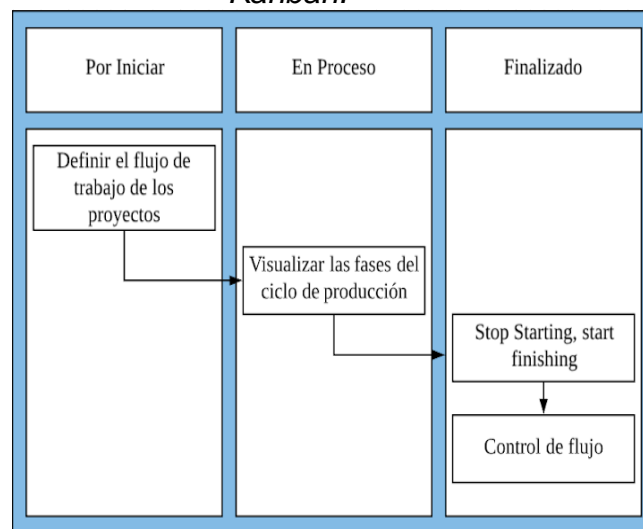 Kanban.
Por Iniciar
En Proceso
Finalizado
Definir el flujo de
trabajo de los
proyectos
Visualizar las fases del
ciclo de producción
Stop Starting, start
finishing
Control de flujo